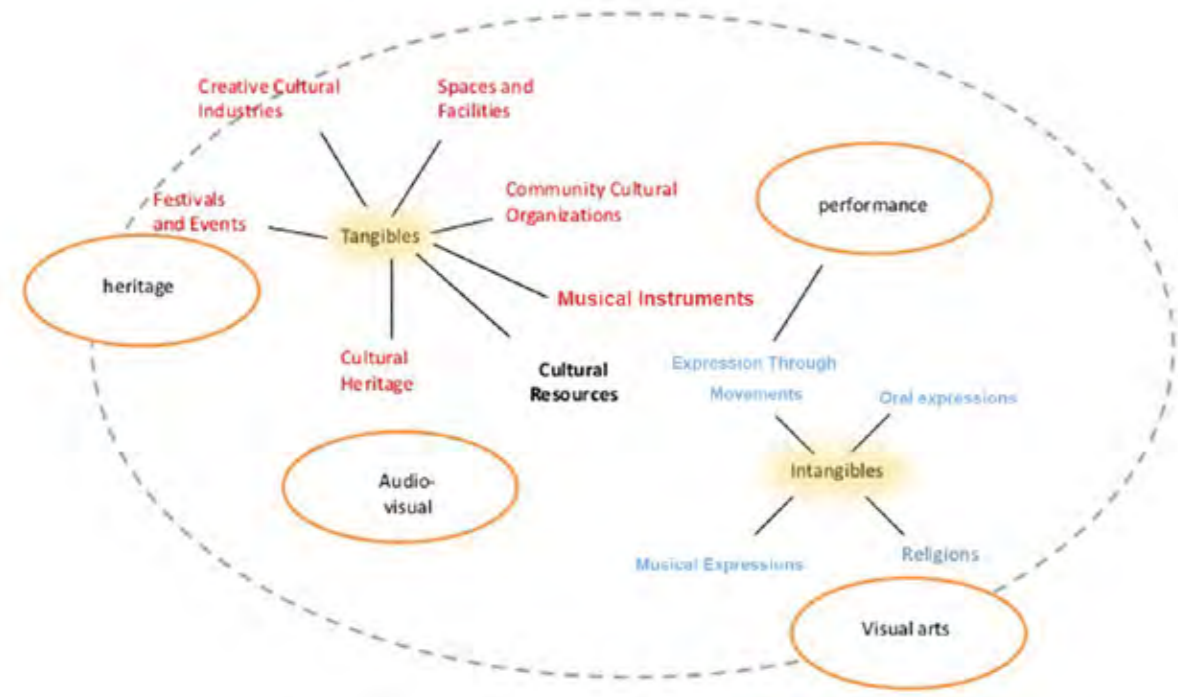 Creative Cultural
Industries
Spaces and
Facilities
Festivals
and Events
Tangibles
Community Cultural
Organizations
performance
heritage
Musical Instruments
Cultural
Heritage
Cultural
Resources
Expression Through
Movements
Oral expressions
Audio-
visual
Intangibles
Musical Expressions
Religions
Visual arts